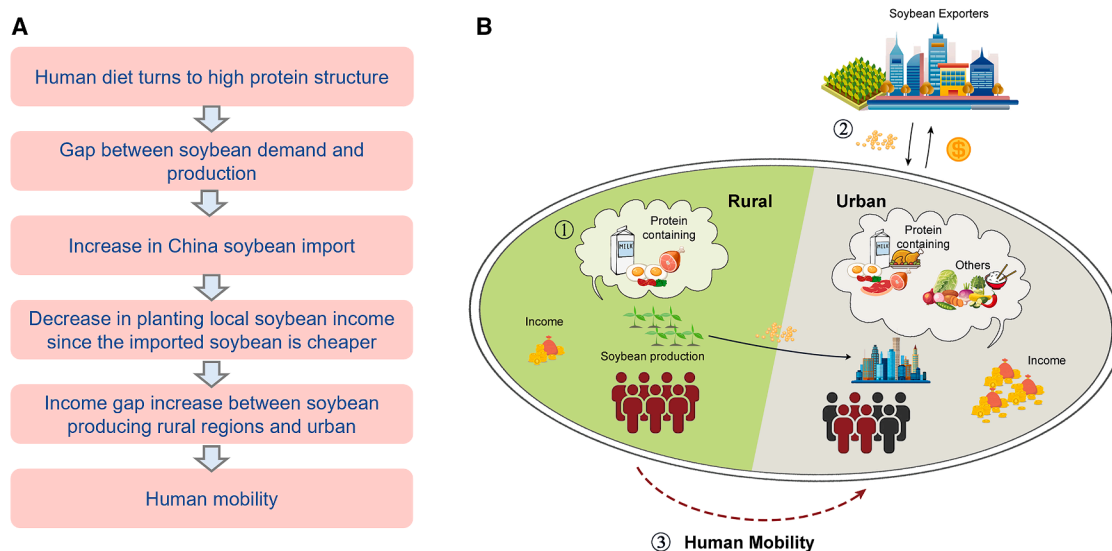 A
Human diet turns to high protein structure
Gap between soybean demand and
production
Increase in China soybean import
Decrease in planting local soybean income
since the imported soybean is cheaper
Income gap increase between soybean
producing rural regions and urban
Human mobility
B
Soybean Exporters
②
$
Rural
Urban
①
Protein
containing
MILK
Protein
containing
MILK
Others
Income
Soybean production
Income
③ Human Mobility